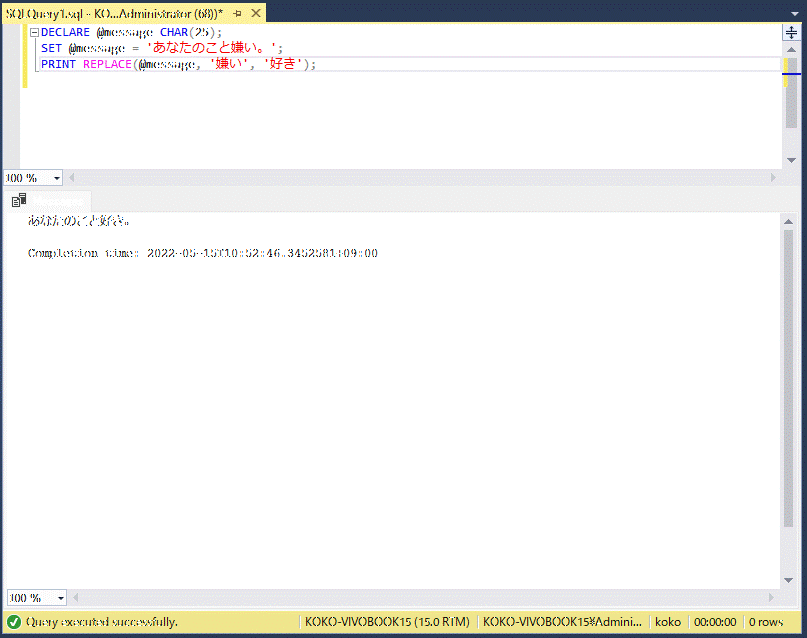 SQLQuery1.sql - KO...Administrator (68))*
DECLARE @message CHAR(25);
SET @message = 'あなたのこと嫌い。';
PRINT REPLACE(@message, '嫌い', '好き');
100 %
あなたのこと好き。
Completion time: 2022-05-15T10:52:46.3452581+09:00
100 %
Query executed successfully.
KOKO-VIVOBOOK15 (15.0 RTM)
KOKO-VIVOBOOK15¥Admini...
koko
00:00:00
0 rows